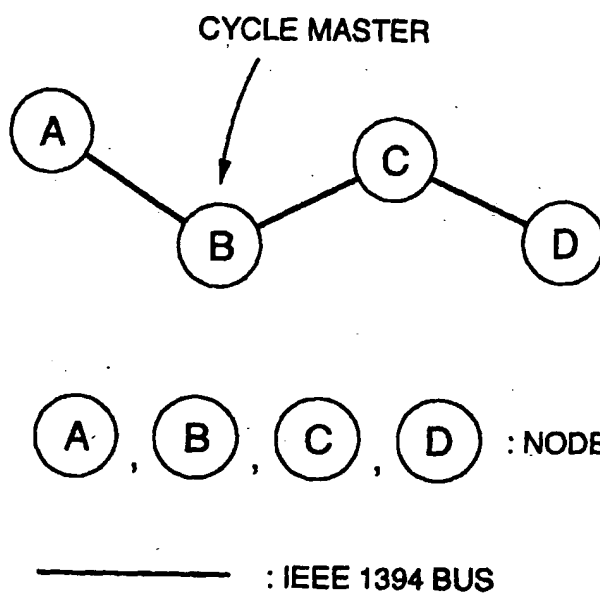 CYCLE MASTER
A
C
B
D
A , B , C , D : NODE
: IEEE 1394 BUS